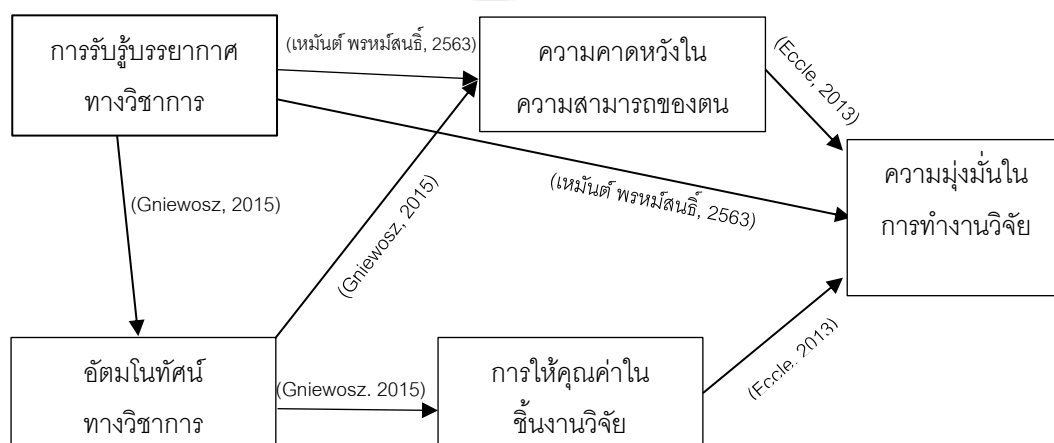 การรับรู้บรรยากาศ
ทางวิชาการ
(เหมันต์ พรหม์สนธิ์, 2563)
ความคาดหวังใน
ความสามารถของตน
(Eccle, 2013)
ความมุ่งมั่นใน
การทำงานวิจัย
(เหมันต์ พรหม์สนธิ์, 2563)
(Gniewosz, 2015)
(Gniewosz, 2015)
อัตมโนทัศน์
ทางวิชาการ
(Gniewosz. 2015)
การให้คุณค่าใน
ชิ้นงานวิจัย
(Eccle. 2013)